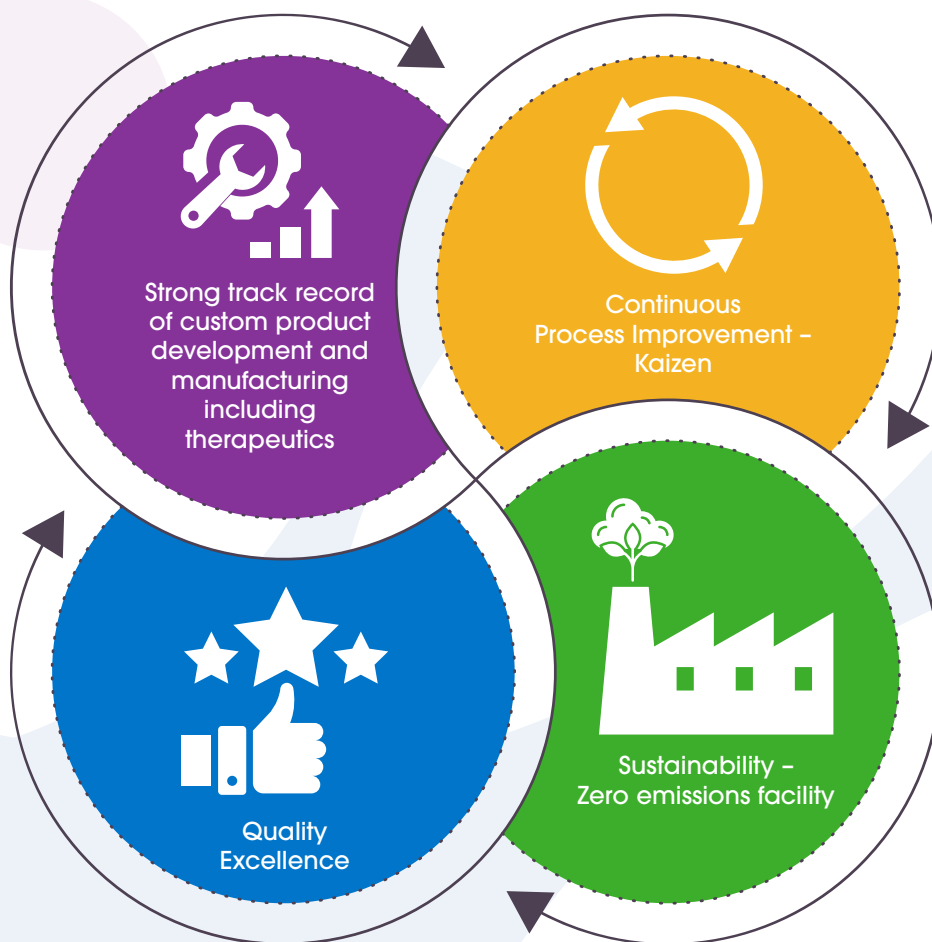 Strong track record
of custom product
development and
manufacturing
including
therapeutics
Continuous
Process Improvement –
Kaizen
Quality
Excellence
Sustainability –
Zero emissions facility